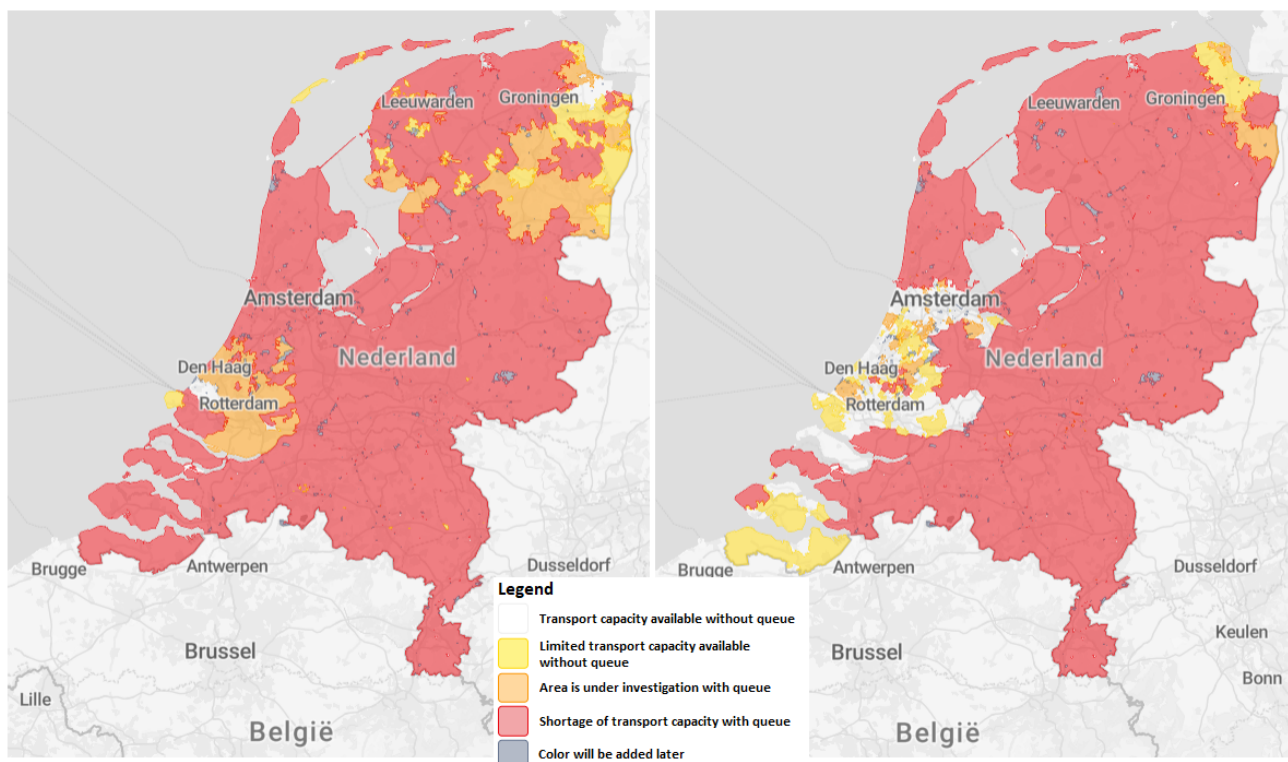 Leeuwarden
Groningen
Amsterdam
Nederland
Den Haag
Rotterdam
Brugge
Antwerpen
Dusseldorf
Brussel
Lille
België
Leeuwarden
Groningen
Amsterdam
Nederland
Den Haag
Rotterdam
Brugge
Antwerpen
Dusseldorf
Keulen
Brussel
Bonn
België
Legend
Transport capacity available without queue
Limited transport capacity available
without queue
Area is under investigation with queue
Shortage of transport capacity with queue
Color will be added later